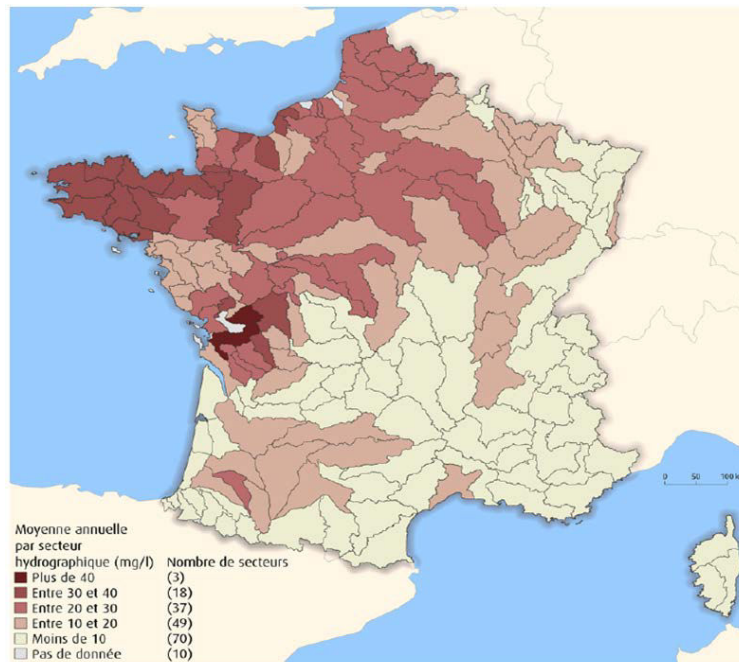 0 50 100 k
Moyenne annuelle
par secteur
hydrographique (mg/l) Nombre de secteurs
Plus de 40 (3)
Entre 30 et 40 (18)
Entre 20 et 30 (37)
Entre 10 et 20 (49)
Moins de 10 (70)
Pas de donnée (10)